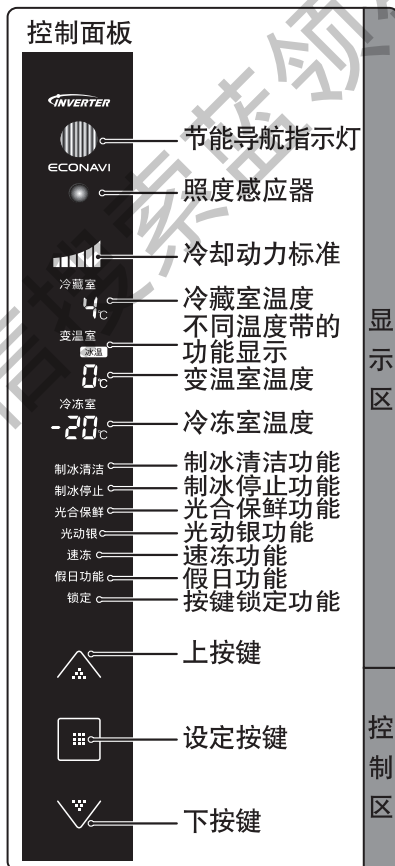 控制面板
INVERTER
ECONAVI
节能导航指示灯
照度感应器
冷却动力标准
冷藏室
4℃
冷藏室温度
变温室
冰温
不同温度带的
功能显示
0℃
变温室温度
冷冻室
-20℃
冷冻室温度
制冰清洁
制冰清洁功能
制冰停止
制冰停止功能
光合保鲜
光合保鲜功能
光动银
光动银功能
速冻
速冻功能
假日功能
假日功能
锁定
按键锁定功能
上按键
设定按键
下按键
显示区
控制区